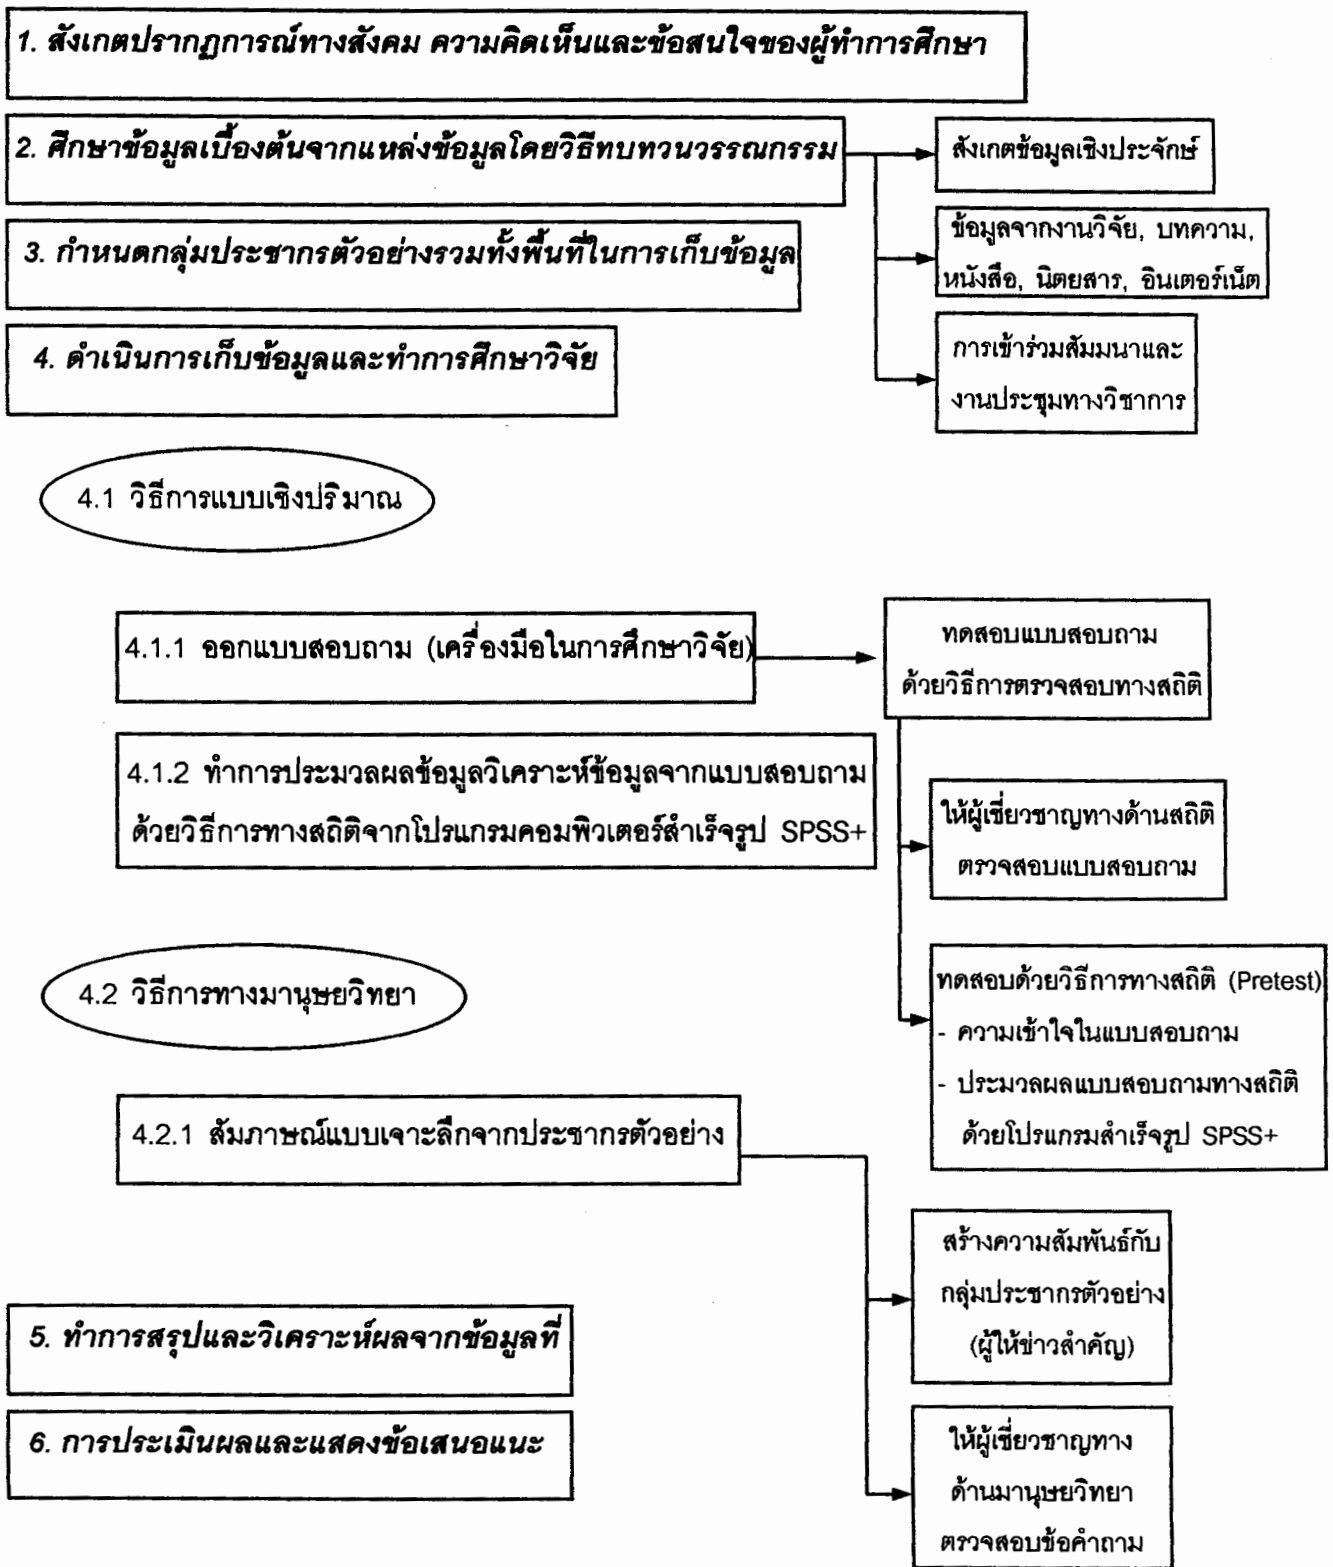 1. สังเกตปรากฏการณ์ทางสังคม ความคิดเห็นและข้อสนใจของผู้ทำการศึกษา
2. ศึกษาข้อมูลเบื้องต้นจากแหล่งข้อมูลโดยวิธีทบทวนวรรณกรรม
สังเกตข้อมูลเชิงประจักษ์
ข้อมูลจากงานวิจัย, บทความ,
หนังสือ, นิตยสาร, อินเตอร์เน็ต
การเข้าร่วมสัมมนาและ
งานประชุมทางวิชาการ
3. กำหนดกลุ่มประชากรตัวอย่างรวมทั้งพื้นที่ในการเก็บข้อมูล
4. ดำเนินการเก็บข้อมูลและทำการศึกษาวิจัย
4.1 วิธีการแบบเชิงปริมาณ
4.1.1 ออกแบบสอบถาม (เครื่องมือในการศึกษาวิจัย)
ทดสอบแบบสอบถาม
ด้วยวิธีการตรวจสอบทางสถิติ
4.1.2 ทำการประมวลผลข้อมูลวิเคราะห์ข้อมูลจากแบบสอบถาม
ด้วยวิธีการทางสถิติจากโปรแกรมคอมพิวเตอร์สำเร็จรูป SPSS+
ให้ผู้เชี่ยวชาญทางด้านสถิติ
ตรวจสอบแบบสอบถาม
ทดสอบด้วยวิธีการทางสถิติ (Pretest)
- ความเข้าใจในแบบสอบถาม
- ประมวลผลแบบสอบถามทางสถิติ
ด้วยโปรแกรมสำเร็จรูป SPSS+
4.2 วิธีการทางมานุษยวิทยา
4.2.1 สัมภาษณ์แบบเจาะลึกจากประชากรตัวอย่าง
สร้างความสัมพันธ์กับ
กลุ่มประชากรตัวอย่าง
(ผู้ให้ข่าวสำคัญ)
ให้ผู้เชี่ยวชาญทาง
ด้านมานุษยวิทยา
ตรวจสอบข้อคำถาม
5. ทำการสรุปและวิเคราะห์ผลจากข้อมูลที่
6. การประเมินผลและแสดงข้อเสนอแนะ